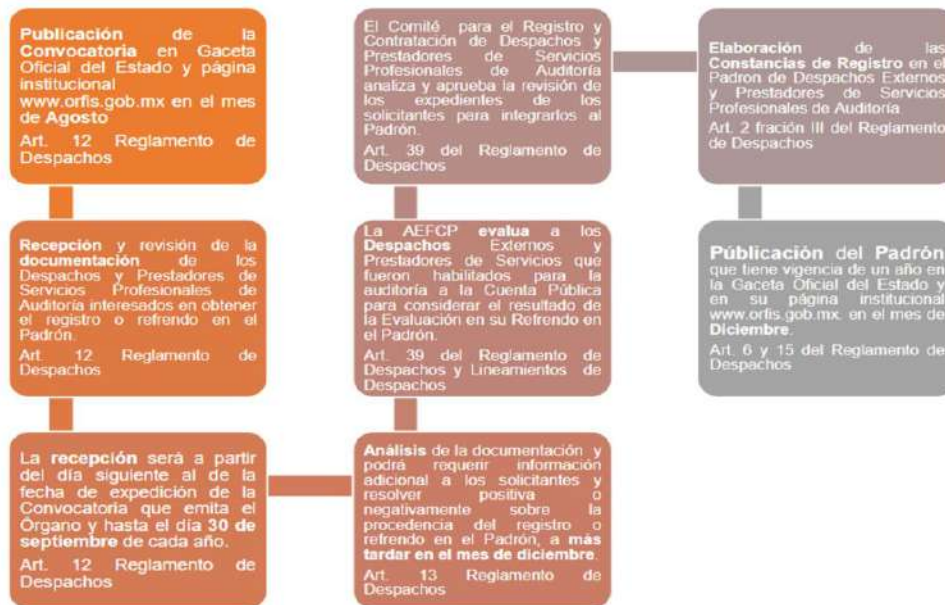 Publicación de la
Convocatoria en Gaceta
Oficial del Estado y página
institucional
www.orfis.gob.mx en el mes
de Agosto
Art. 12 Reglamento de
Despachos
Recepción y revisión de la
documentación de los
Despachos y Prestadores de
Servicios Profesionales de
Auditoría interesados en obtener
el registro o refrendo en el
Padrón.
Art. 12 Reglamento de
Despachos
La recepción será a partir
del día siguiente al de la
fecha de expedición de la
Convocatoria que emita el
Órgano y hasta el día 30 de
septiembre de cada año.
Art. 12 Reglamento de
Despachos
Análisis de la documentación y
podrá requerir información
adicional a los solicitantes y
resolver positiva o
negativamente sobre la
procedencia del registro o
refrendo en el Padrón, a más
tardar en el mes de diciembre.
Art. 13 Reglamento de
Despachos
La AEFCP evalua a los
Despachos Externos y
Prestadores de Servicios que
fueron habilitados para la
auditoría a la Cuenta Pública
para considerar el resultado de
la Evaluación en su Refrendo en
el Padrón.
Art. 39 del Reglamento de
Despachos y Lineamientos de
Despachos
El Comité para el Registro y
Contratación de Despachos y
Prestadores de Servicios
Profesionales de Auditoría
analiza y aprueba la revisión de
los expedientes de los
solicitantes para integrarlos al
Padrón.
Art. 39 del Reglamento de
Despachos
Elaboración de las
Constancias de Registro en el
Padron de Despachos Externos
y Prestadores de Servicios
Profesionales de Auditoría.
Art. 2 fracción III del Reglamento
de Despachos
Públicación del Padrón
que tiene vigencia de un año en
la Gaceta Oficial del Estado y
en su página institucional
www.orfis.gob.mx. en el mes de
Diciembre.
Art. 6 y 15 del Reglamento de
Despachos